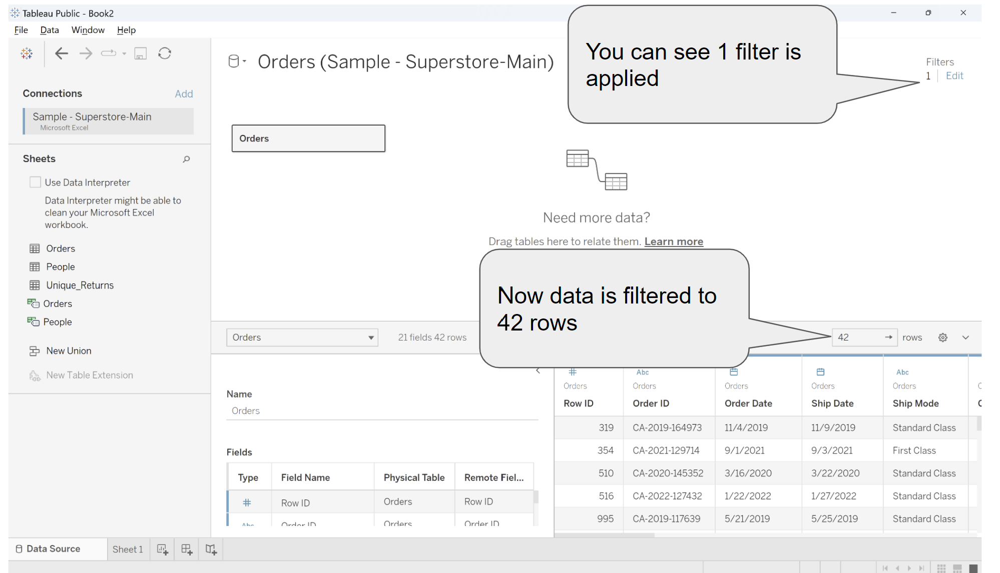 Tableau Public - Book2
File Data Window Help
You can see 1 filter is
applied
Orders (Sample - Superstore-Main)
Filters
1 Edit
Connections Add
Sample - Superstore-Main
Microsoft Excel
Orders
Sheets
Use Data Interpreter
Data Interpreter might be able to
clean your Microsoft Excel
workbook.
Orders
People
Unique_Returns
Orders
People
New Union
New Table Extension
Need more data?
Drag tables here to relate them. Learn more
Now data is filtered to
42 rows
Orders 21 fields 42 rows 42 rows
Name
Orders
Fields
Type Field Name Physical Table Remote Fiel...
# Row ID Orders Row ID
Abc Order ID Orders Order ID
# Abc Abc
Orders Orders Orders Orders Orders
Row ID Order ID Order Date Ship Date Ship Mode
319 CA-2019-164973 11/4/2019 11/9/2019 Standard Class
354 CA-2021-129714 9/1/2021 9/3/2021 First Class
510 CA-2020-145352 3/16/2020 3/22/2020 Standard Class
516 CA-2022-127432 1/22/2022 1/27/2022 Standard Class
995 CA-2019-117639 5/21/2019 5/25/2019 Standard Class
Data Source Sheet 1